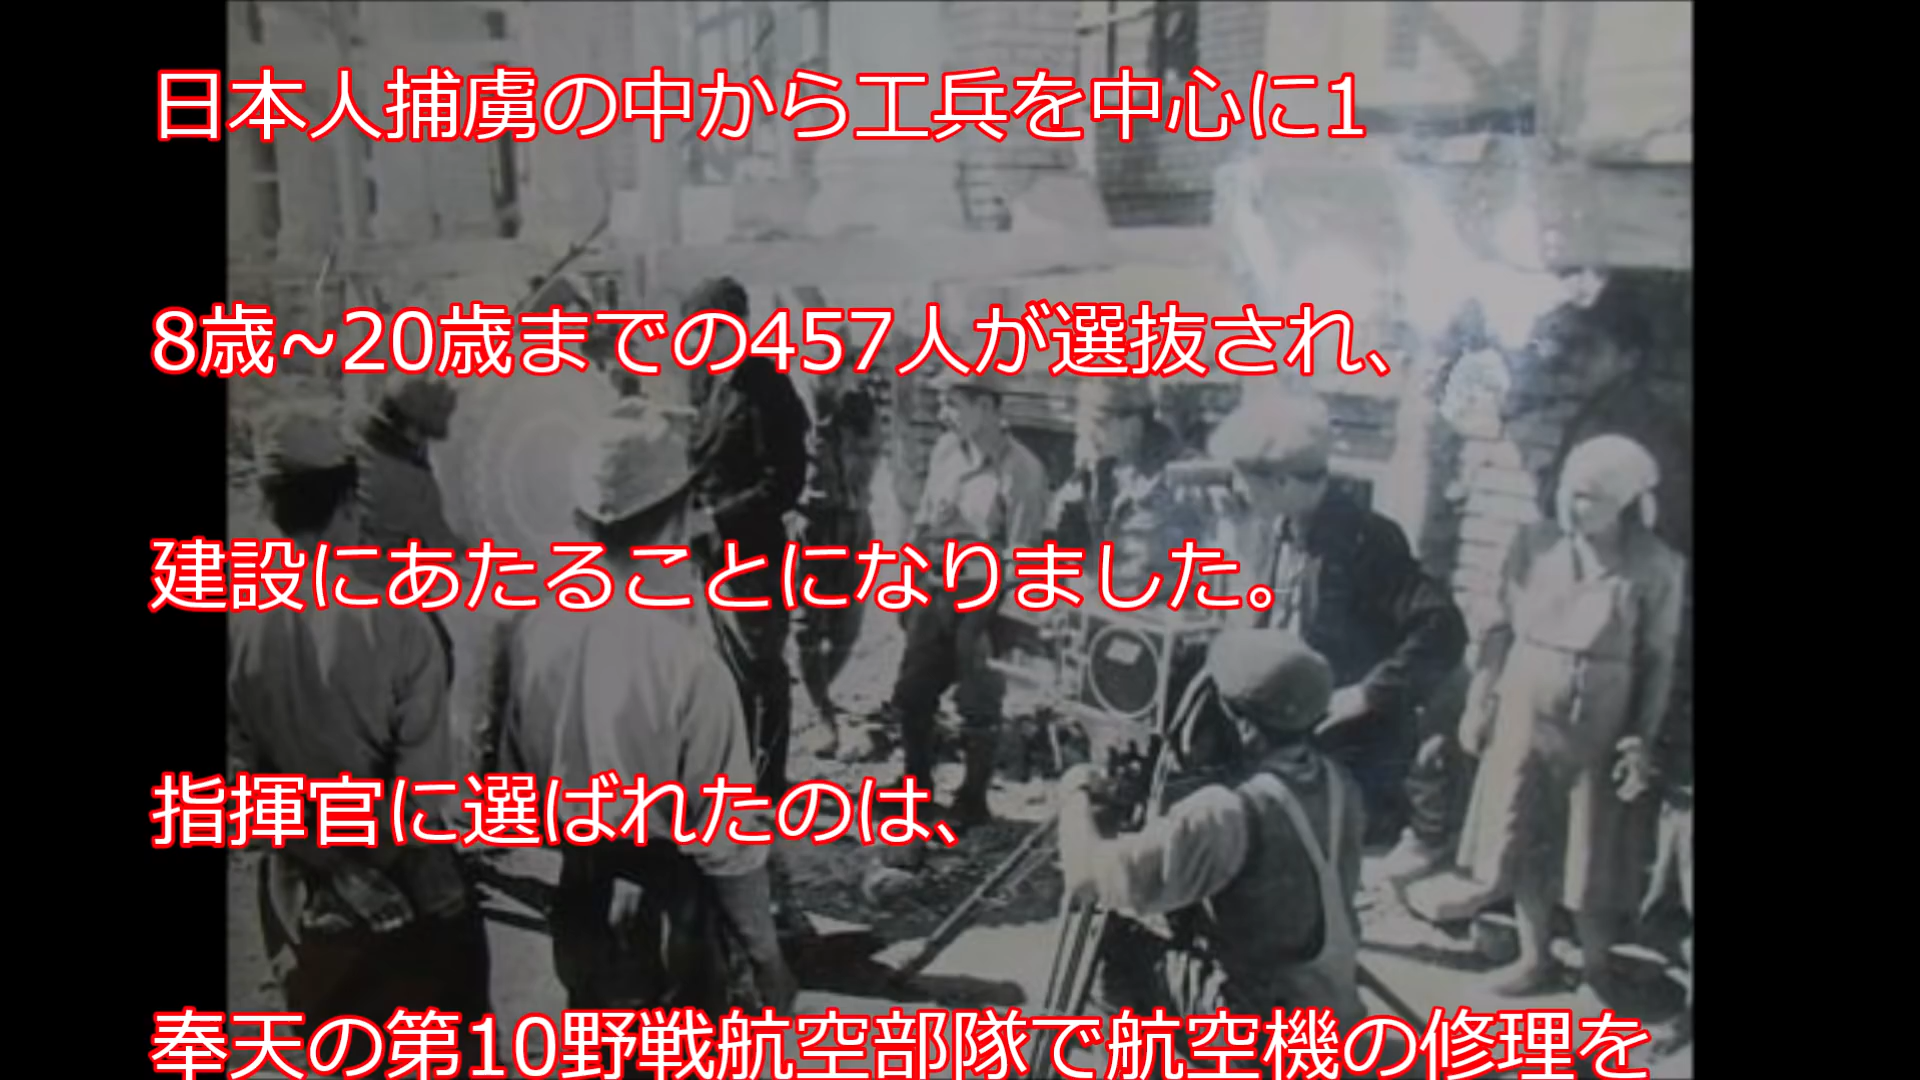 日本人捕虜の中から工兵を中心に1
8歳~20歳までの457人が選抜され、
建設にあたることになりました。
指揮官に選ばれたのは、
奉天の第10野戦航空部隊で航空機の修理を